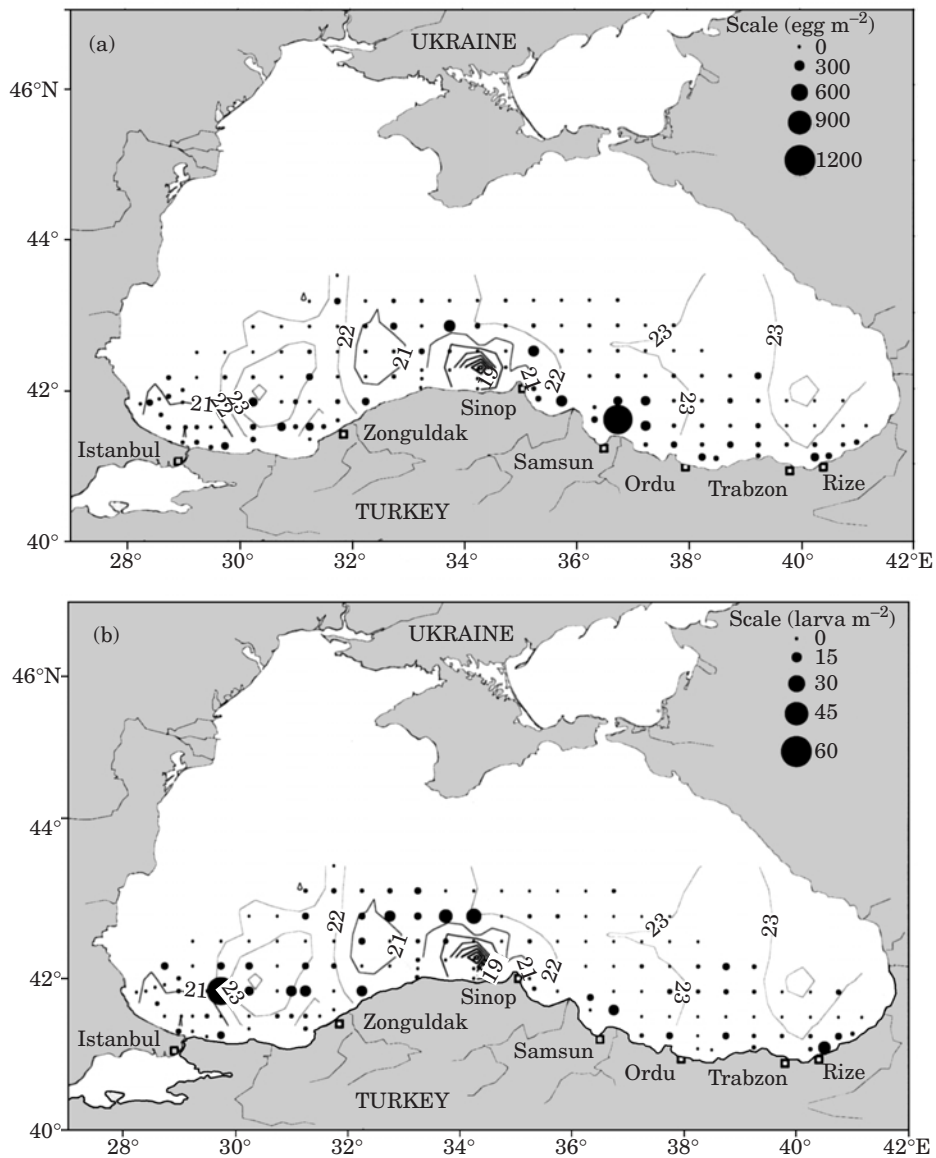 (a)
UKRAINE
Scale (egg m⁻²)
0
300
600
900
1200
46°N
44°
42°
40°
22
21
19
21
22
21
22
23
23
23
23
Sinop
Istanbul
Zonguldak
Samsun
Ordu
Trabzon
Rize
TURKEY
28°
30°
32°
34°
36°
38°
40°
42°E
(b)
UKRAINE
Scale (larva m⁻²)
0
15
30
45
60
46°N
44°
42°
40°
22
21
19
21
22
21
23
23
23
23
Sinop
Istanbul
Zonguldak
Samsun
Ordu
Trabzon
Rize
TURKEY
28°
30°
32°
34°
36°
38°
40°
42°E